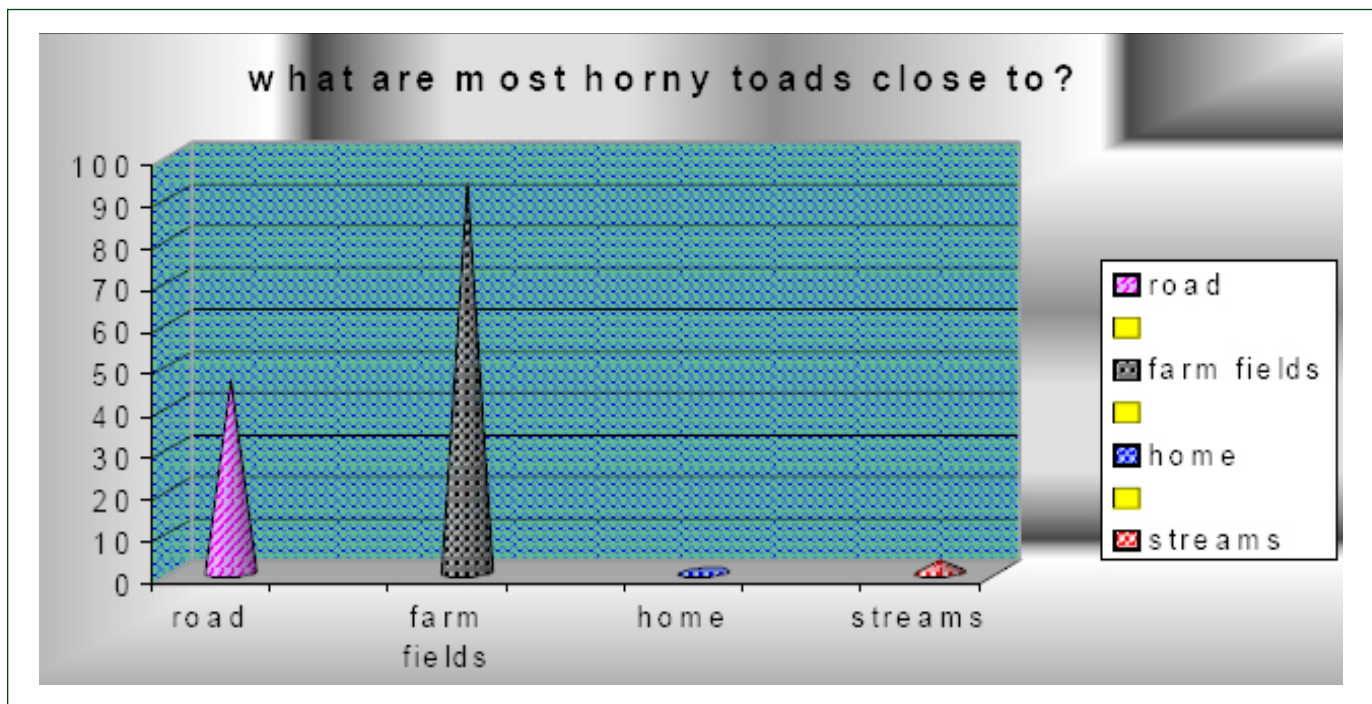 what are most horny toads close to?
100
90
80
70
60
50
40
30
20
10
0
road
farm
fields
home
streams
road
farm fields
home
streams